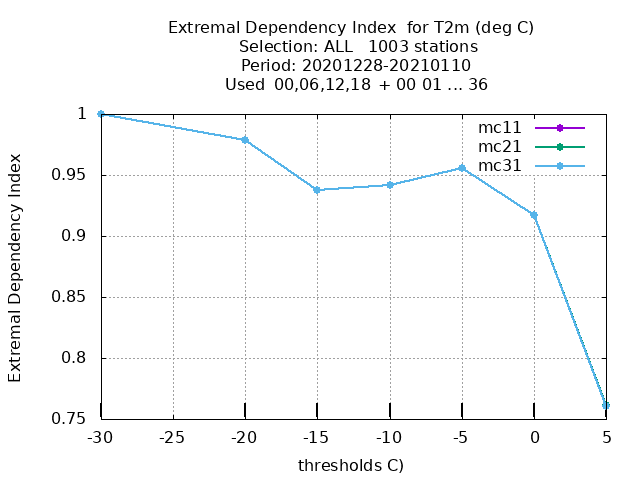 Extremal Dependency Index  for T2m (deg C)
Selection: ALL   1003 stations
Period: 20201228-20210110
Used  00,06,12,18  + 00 01 ... 36
mc11
mc21
mc31
Extremal Dependency Index
1
0.95
0.9
0.85
0.8
0.75
-30 -25 -20 -15 -10 -5 0 5
thresholds C)